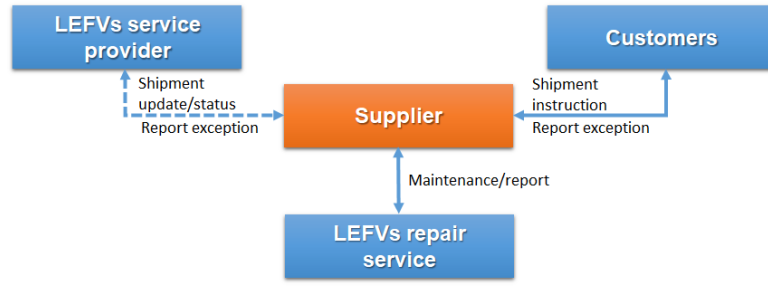 LEFVs service
provider
Customers
Shipment
update/status
Report exception
Supplier
Shipment
instruction
Report exception
Maintenance/report
LEFVs repair
service